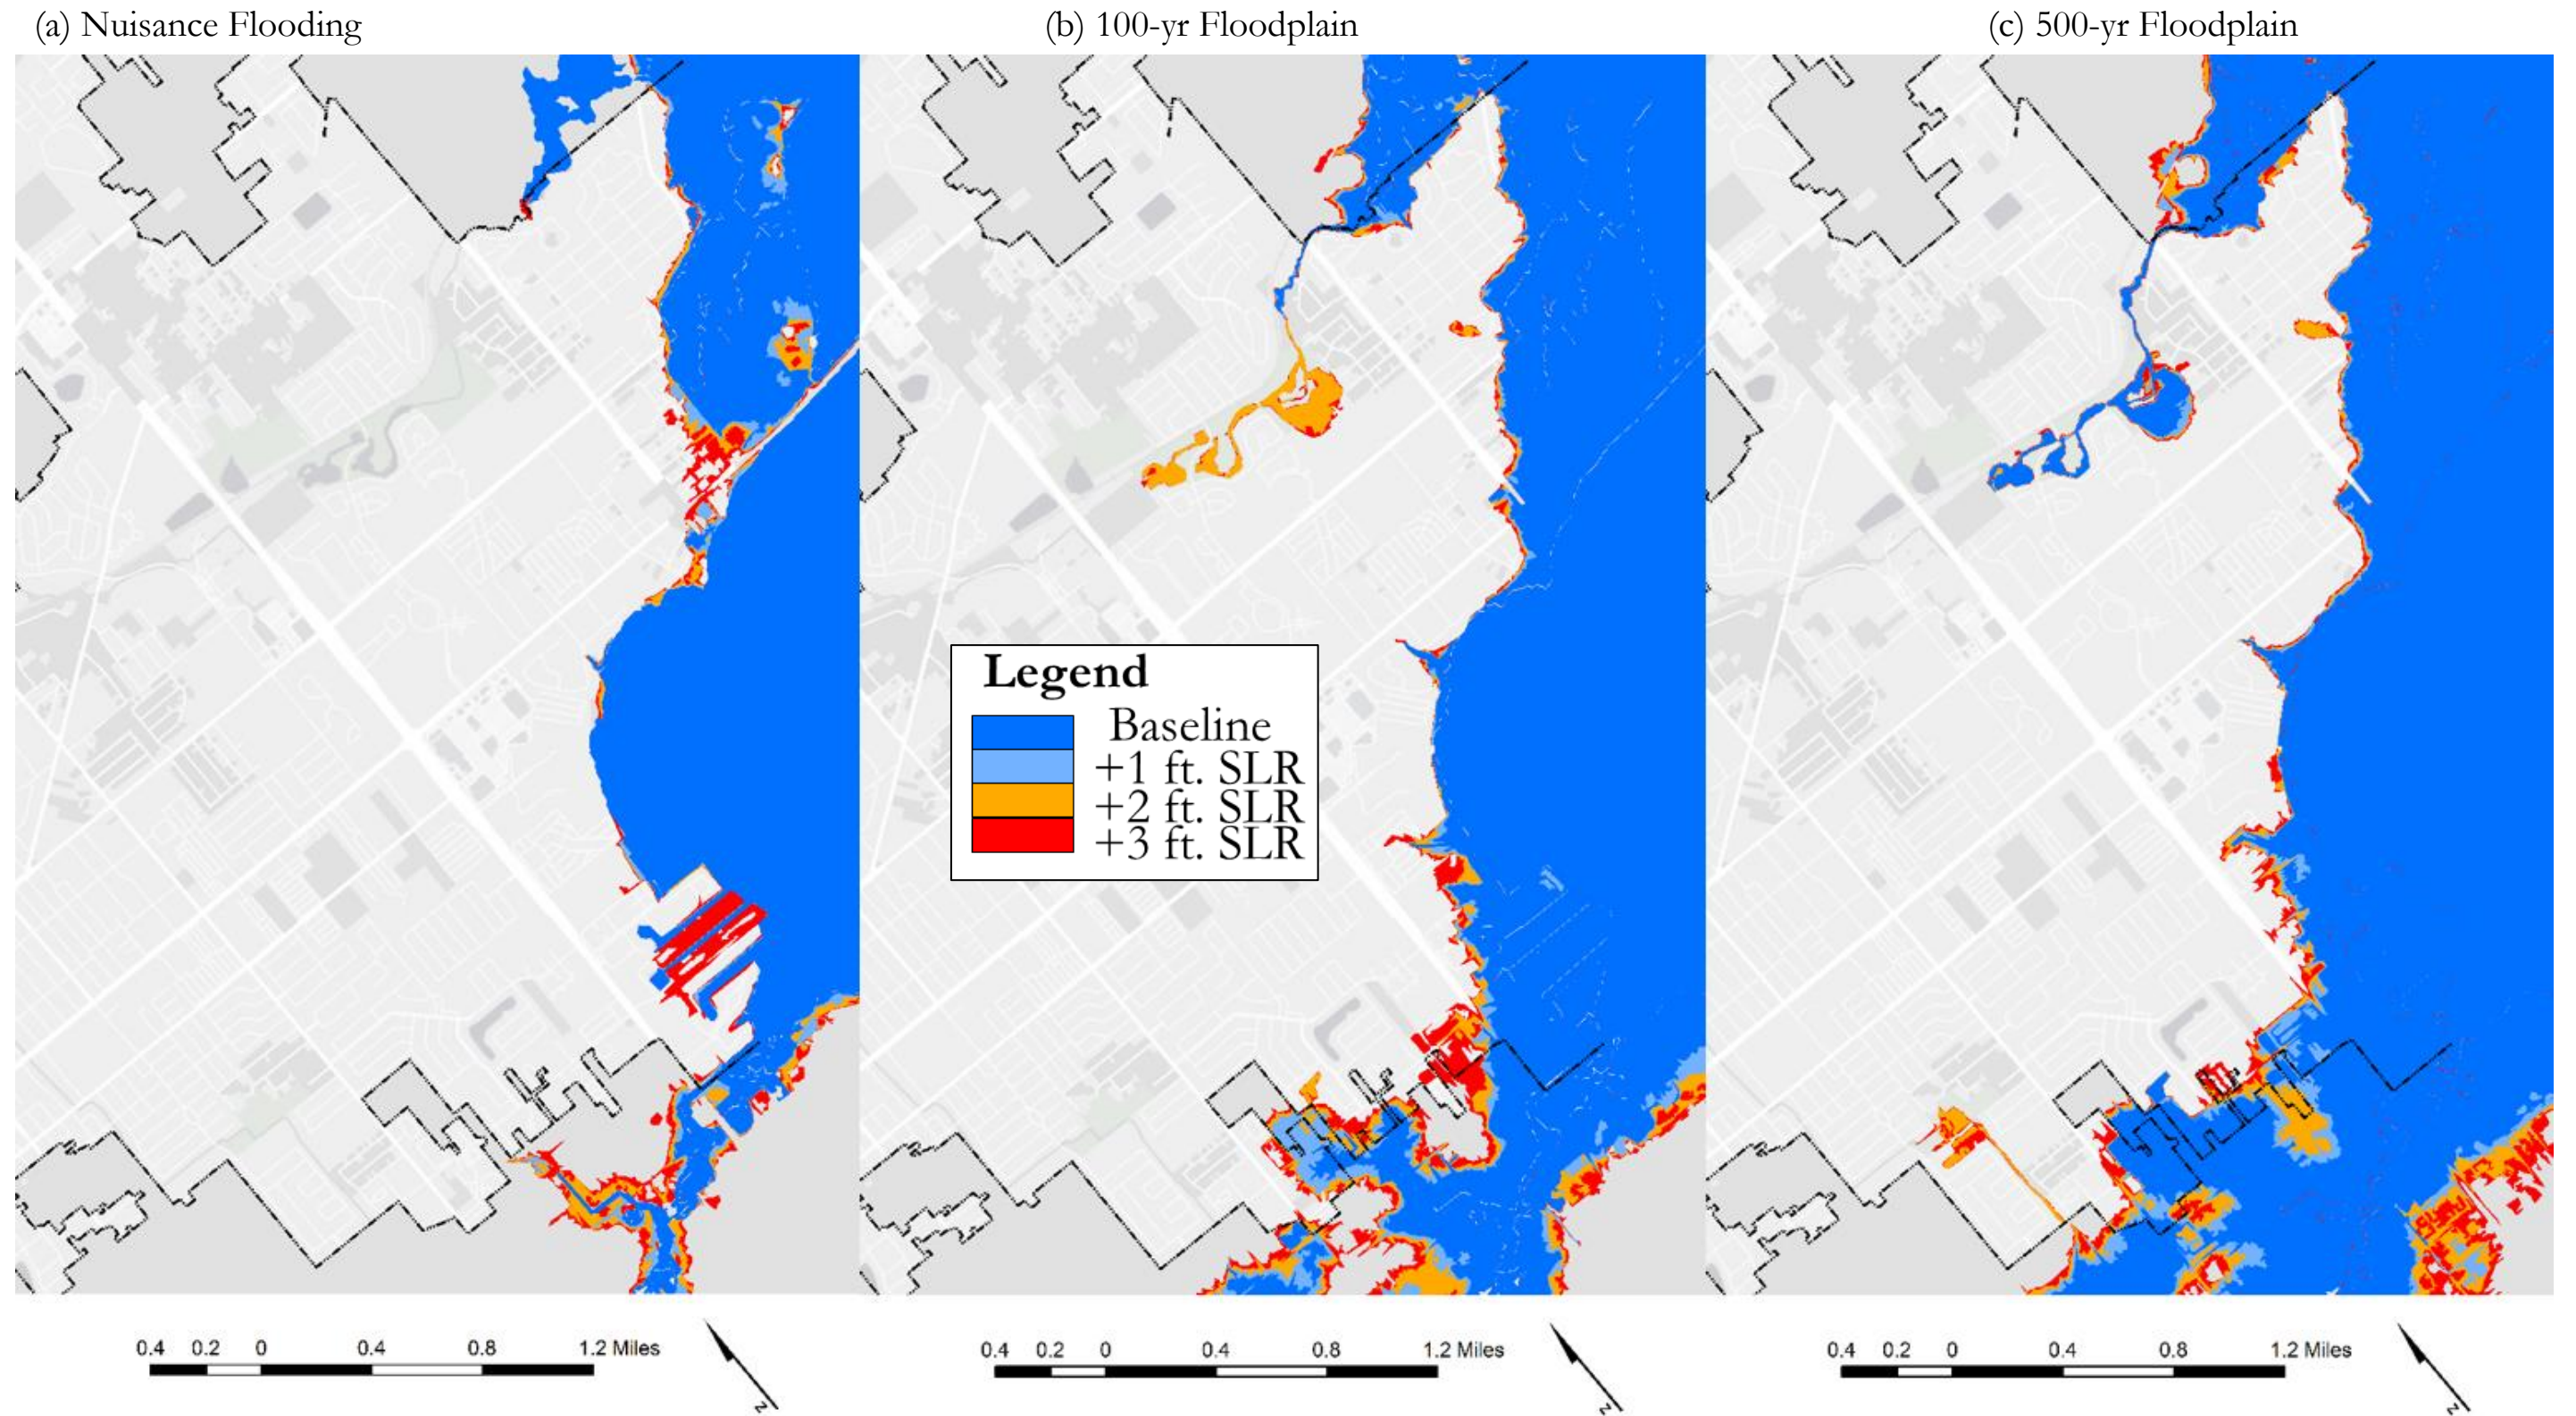 (a) Nuisance Flooding
(b) 100-yr Floodplain
(c) 500-yr Floodplain
Legend
Baseline
+1 ft. SLR
+2 ft. SLR
+3 ft. SLR
0.4 0.2 0 0.4 0.8 1.2 Miles
0.4 0.2 0 0.4 0.8 1.2 Miles
0.4 0.2 0 0.4 0.8 1.2 Miles
N
N
N